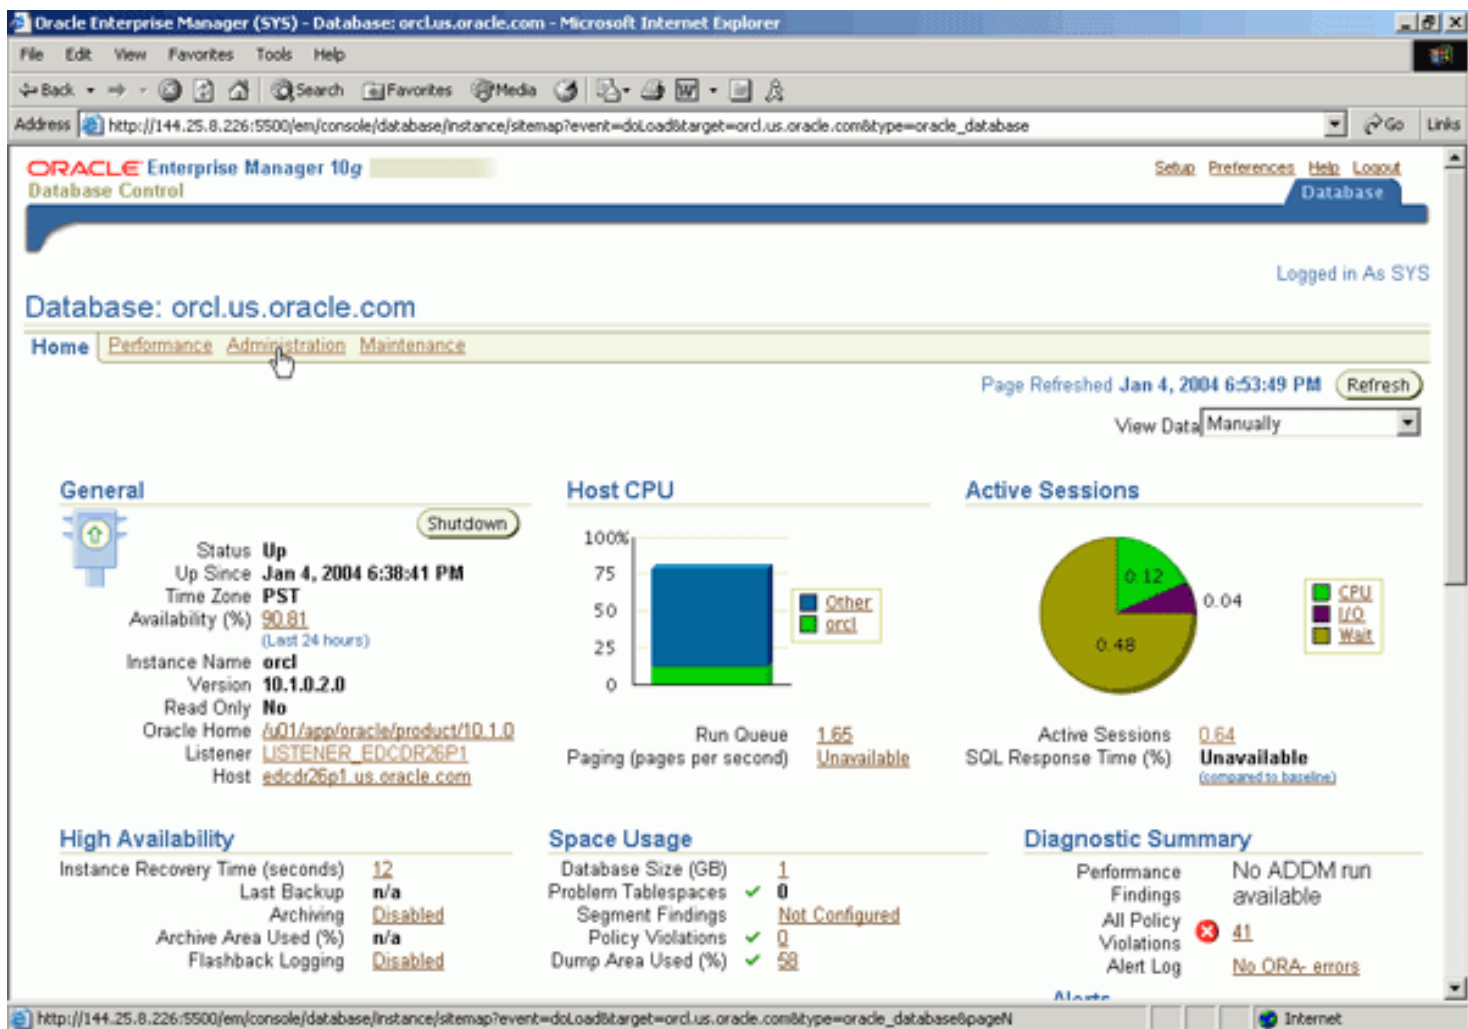 Oracle Enterprise Manager (SYS) - Database: orcl.us.oracle.com - Microsoft Internet Explorer
File Edit View Favorites Tools Help
Back Search Favorites Media
Address http://144.25.8.226:5500/em/console/database/instance/sitemap?event=doLoad&target=orcl.us.oracle.com&type=oracle_database Go Links
ORACLE Enterprise Manager 10g
Database Control
Setup Preferences Help Logout
Database
Logged in As SYS
Database: orcl.us.oracle.com
Home Performance Administration Maintenance
Page Refreshed Jan 4, 2004 6:53:49 PM Refresh
View Data Manually
General
Shutdown
Status Up
Up Since Jan 4, 2004 6:38:41 PM
Time Zone PST
Availability (%) 90.81
(Last 24 hours)
Instance Name orcl
Version 10.1.0.2.0
Read Only No
Oracle Home /u01/app/oracle/product/10.1.0
Listener LISTENER_EDCDR26P1
Host edcdr26p1.us.oracle.com
Host CPU
100%
75
50
25
0
Other
orcl
Run Queue 1.65
Paging (pages per second) Unavailable
Active Sessions
0.12
0.04
0.48
CPU
I/O
Wait
Active Sessions 0.64
SQL Response Time (%) Unavailable
(compared to baseline)
High Availability
Instance Recovery Time (seconds) 12
Last Backup n/a
Archiving Disabled
Archive Area Used (%) n/a
Flashback Logging Disabled
Space Usage
Database Size (GB) 1
Problem Tablespaces 0
Segment Findings Not Configured
Policy Violations 0
Dump Area Used (%) 58
Diagnostic Summary
Performance No ADDM run
Findings available
All Policy
Violations 41
Alert Log No ORA- errors
Alerts
http://144.25.8.226:5500/em/console/database/instance/sitemap?event=doLoad&target=orcl.us.oracle.com&type=oracle_database&pageN Internet